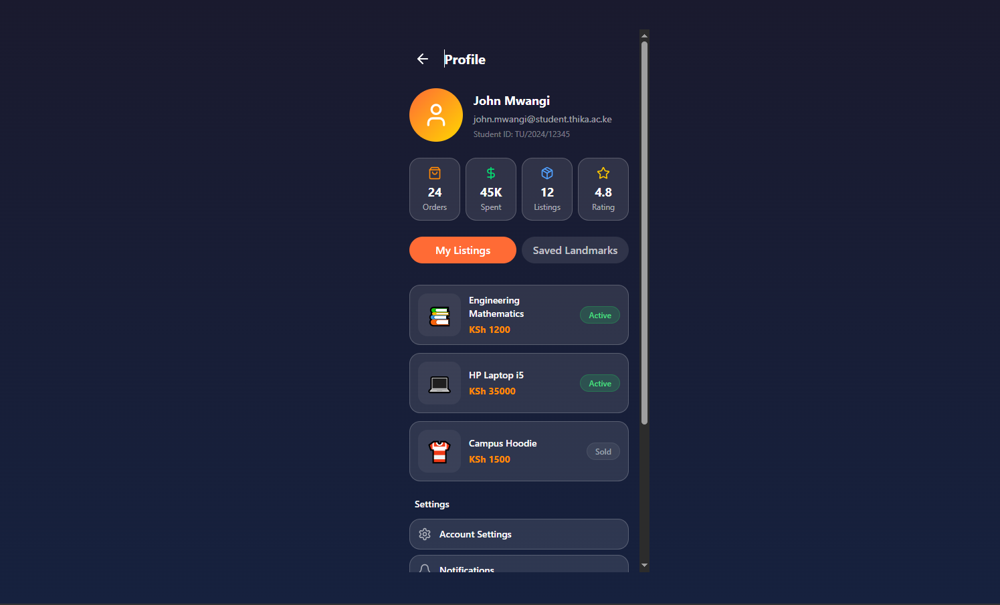 Profile
John Mwangi
john.mwangi@student.thika.ac.ke
Student ID: TU/2024/12345
24
Orders
45K
Spent
12
Listings
4.8
Rating
My Listings
Saved Landmarks
Engineering
Mathematics
KSh 1200
Active
HP Laptop i5
KSh 35000
Active
Campus Hoodie
KSh 1500
Sold
Settings
Account Settings
Notifications